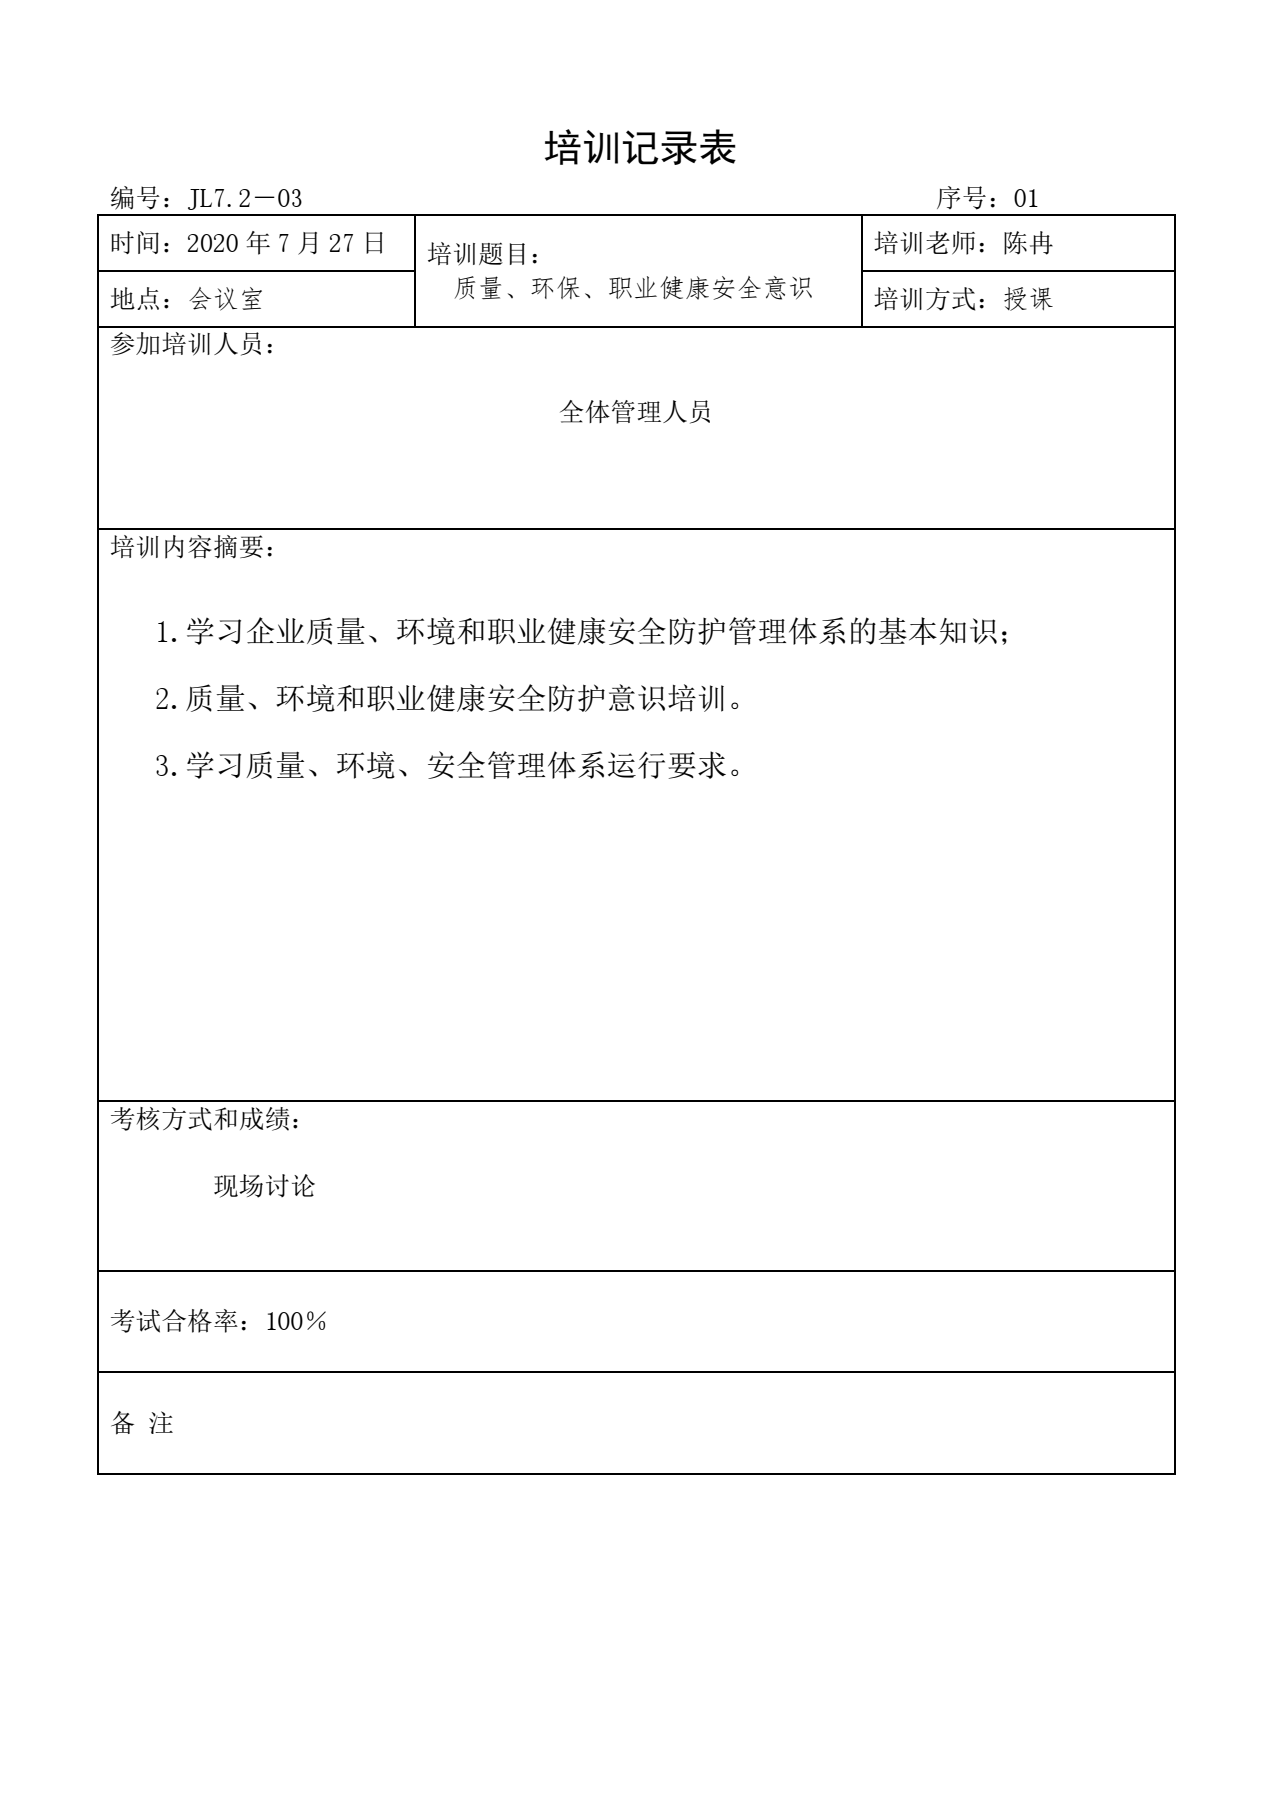 培训记录表
编号：JL7.2－03 序号：01
时间：2020年7月27日
培训题目：
质量、环保、职业健康安全意识
培训老师：陈冉
地点：会议室
培训方式：授课
参加培训人员：
全体管理人员
培训内容摘要：
1.学习企业质量、环境和职业健康安全防护管理体系的基本知识；
2.质量、环境和职业健康安全防护意识培训。
3.学习质量、环境、安全管理体系运行要求。
考核方式和成绩：
现场讨论
考试合格率：100％
备 注